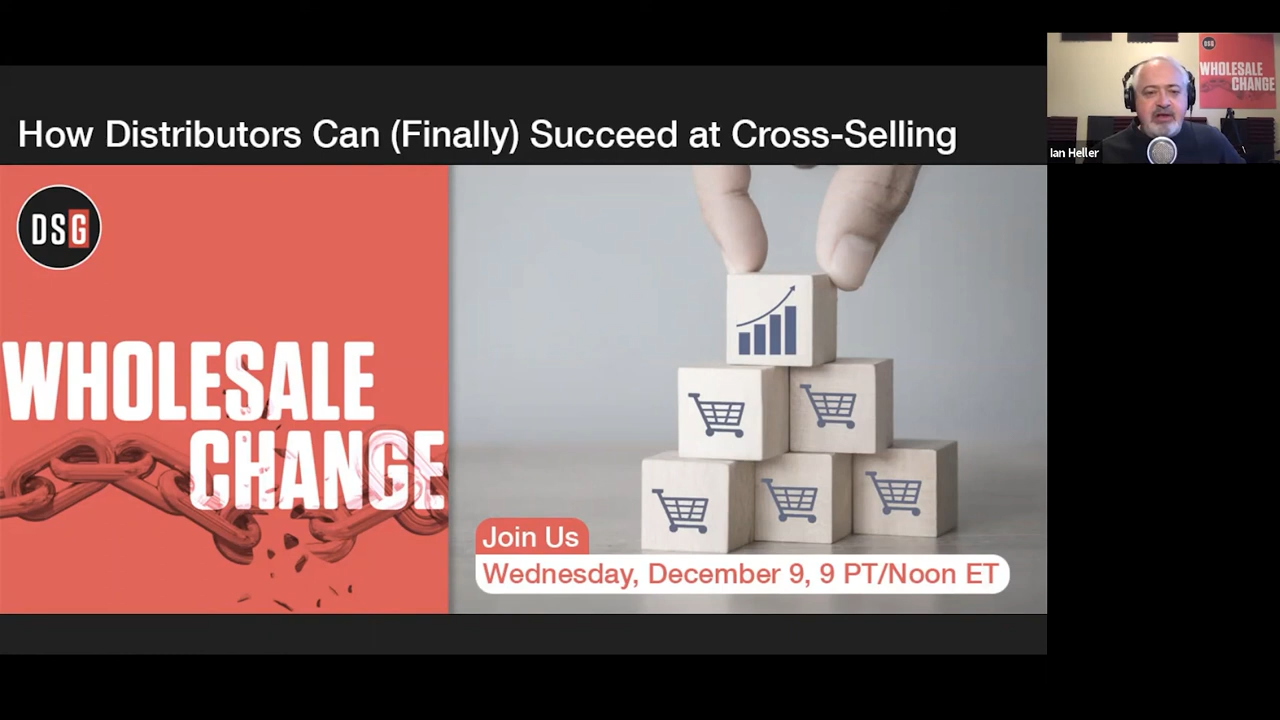 How Distributors Can (Finally) Succeed at Cross-Selling
DSG
WHOLESALE
CHANGE
Join Us
Wednesday, December 9, 9 PT/Noon ET
DSG
WHOLESALE
CHANGE
Ian Heller